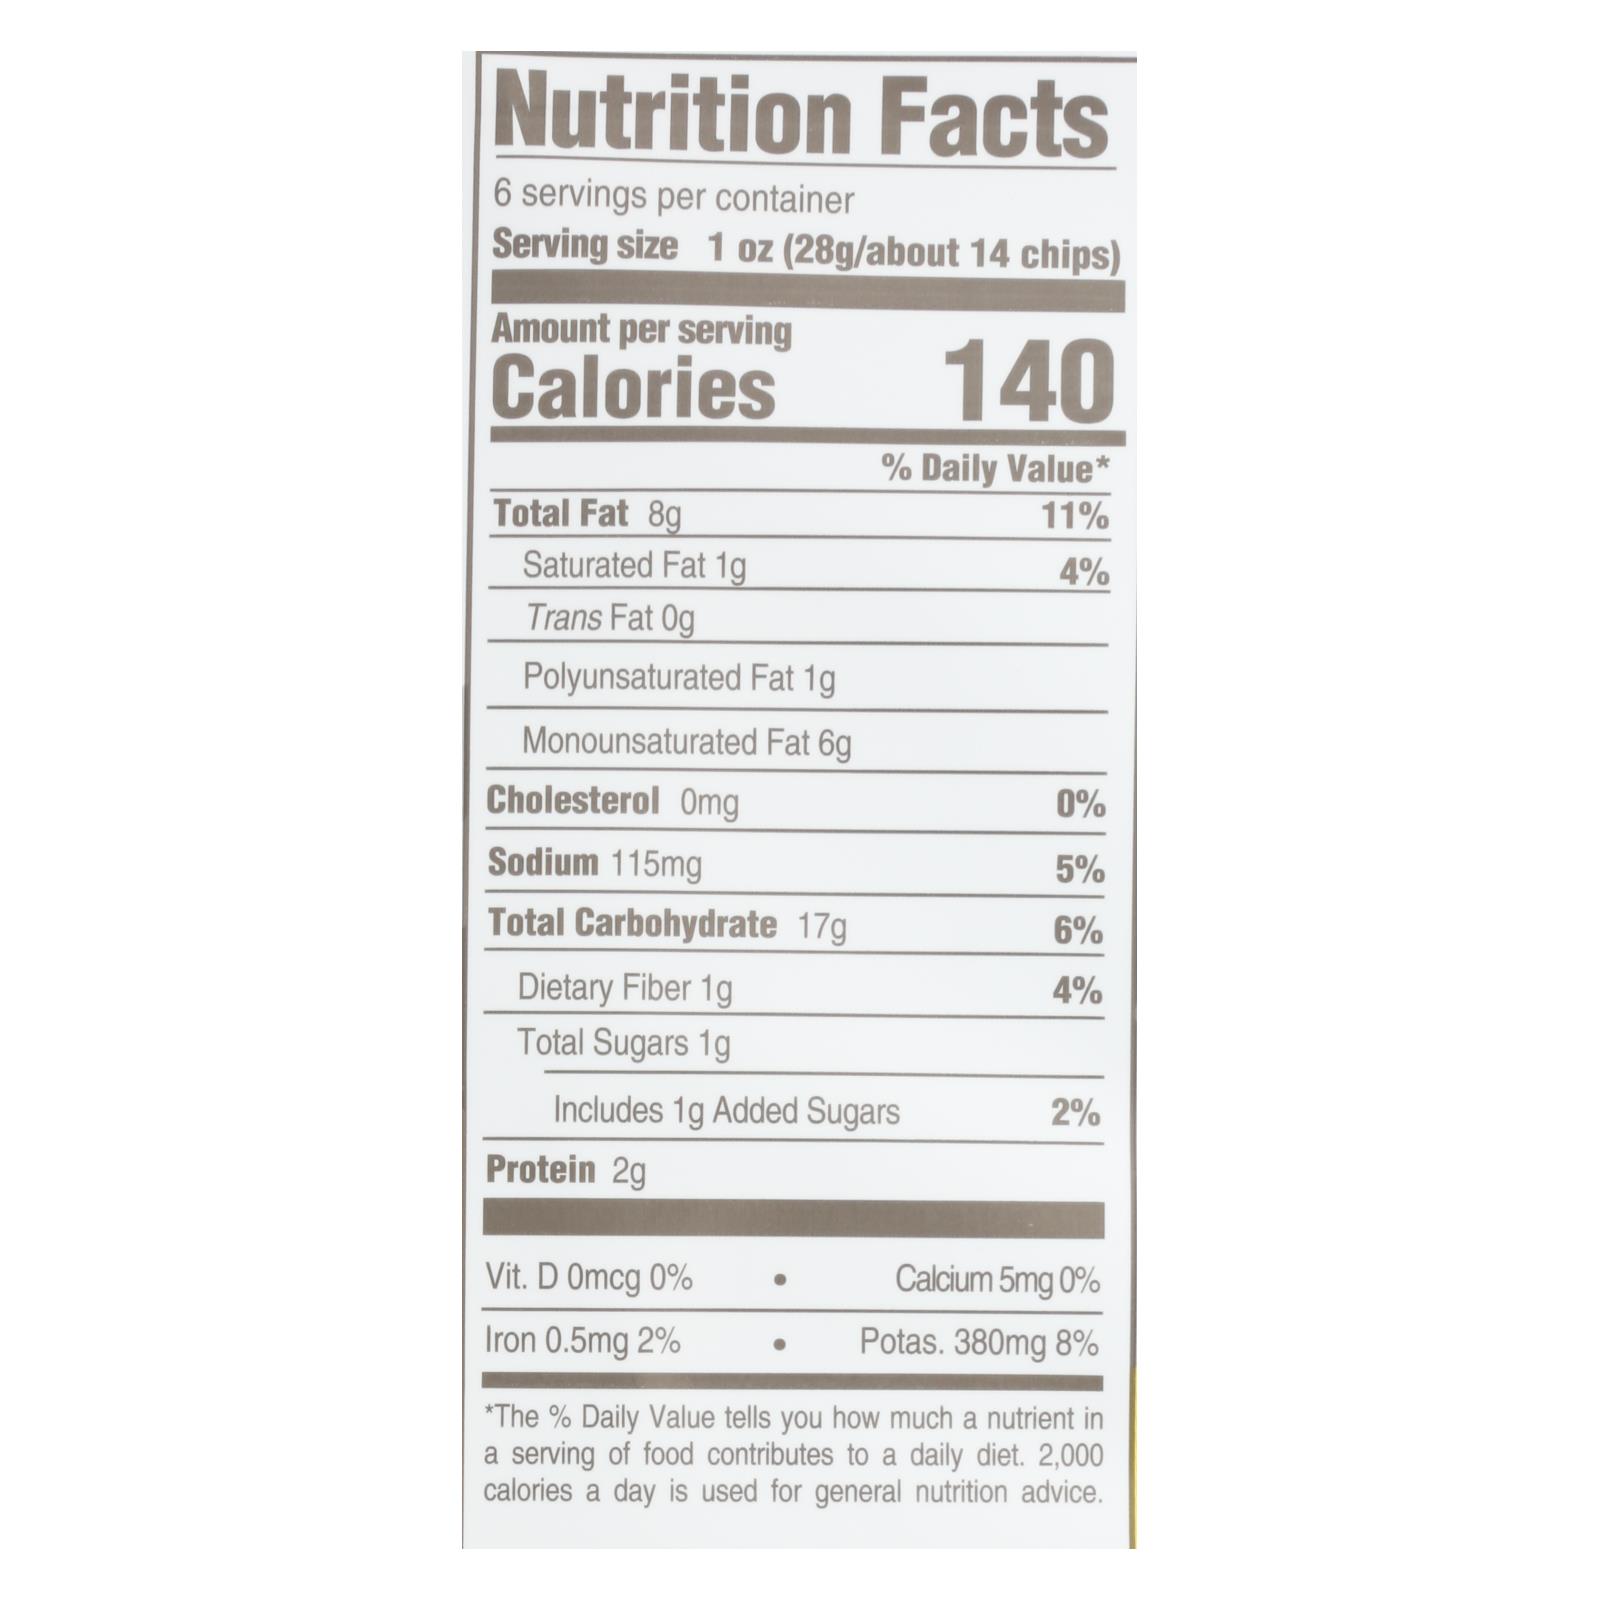 Nutrition Facts
6 servings per container
Serving size 1 oz (28g/about 14 chips)
Amount per serving
Calories 140
% Daily Value*
Total Fat 8g 11%
Saturated Fat 1g 4%
Trans Fat 0g
Polyunsaturated Fat 1g
Monounsaturated Fat 6g
Cholesterol 0mg 0%
Sodium 115mg 5%
Total Carbohydrate 17g 6%
Dietary Fiber 1g 4%
Total Sugars 1g
Includes 1g Added Sugars 2%
Protein 2g
Vit. D 0mcg 0% • Calcium 5mg 0%
Iron 0.5mg 2% • Potas. 380mg 8%
*The % Daily Value tells you how much a nutrient in
a serving of food contributes to a daily diet. 2,000
calories a day is used for general nutrition advice.